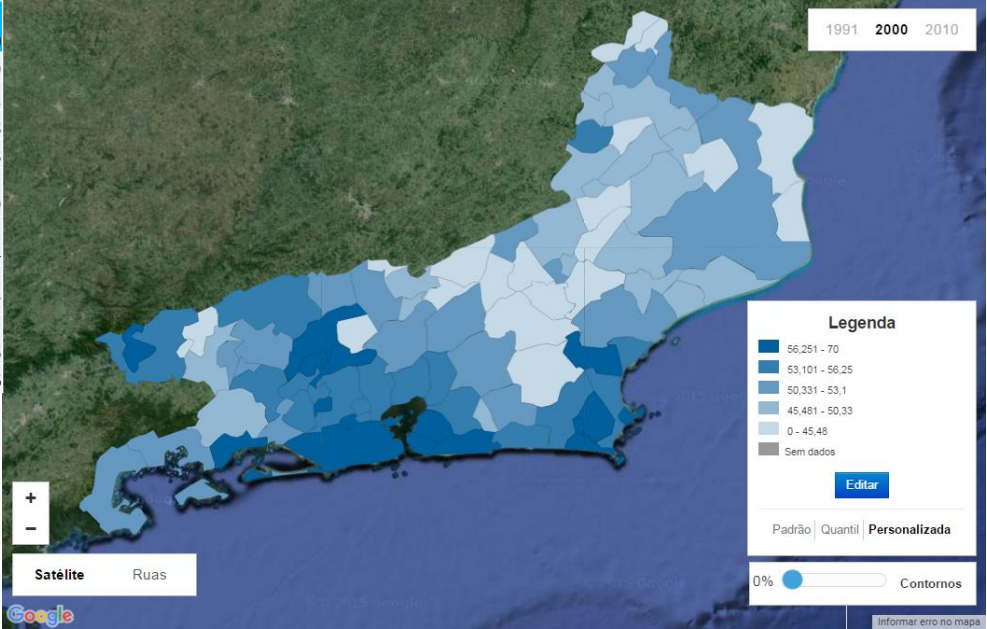 1991 2000 2010
Legenda
56,251 - 70
53,101 - 56,25
50,331 - 53,1
45,481 - 50,33
0 - 45,48
Sem dados
Editar
Padrão Quantil Personalizada
0% Contornos
+
−
Satélite Ruas
Google
Informar erro no mapa